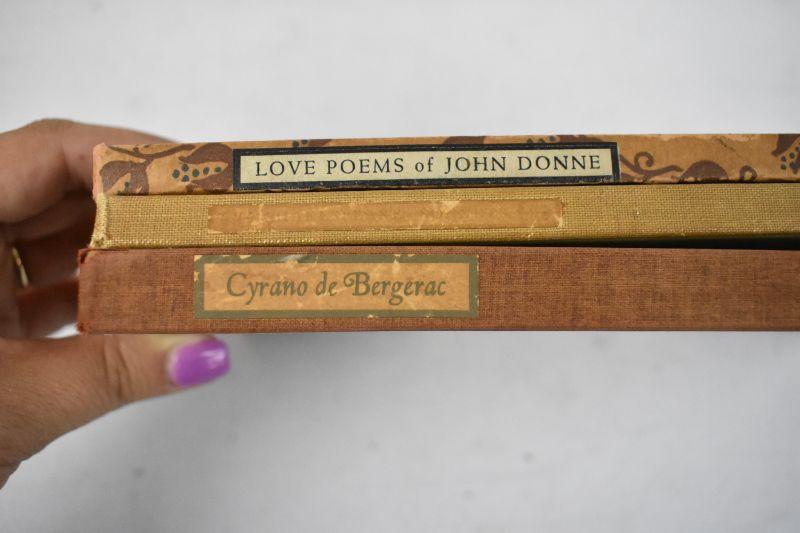 LOVE POEMS of JOHN DONNE
Cyrano de Bergerac